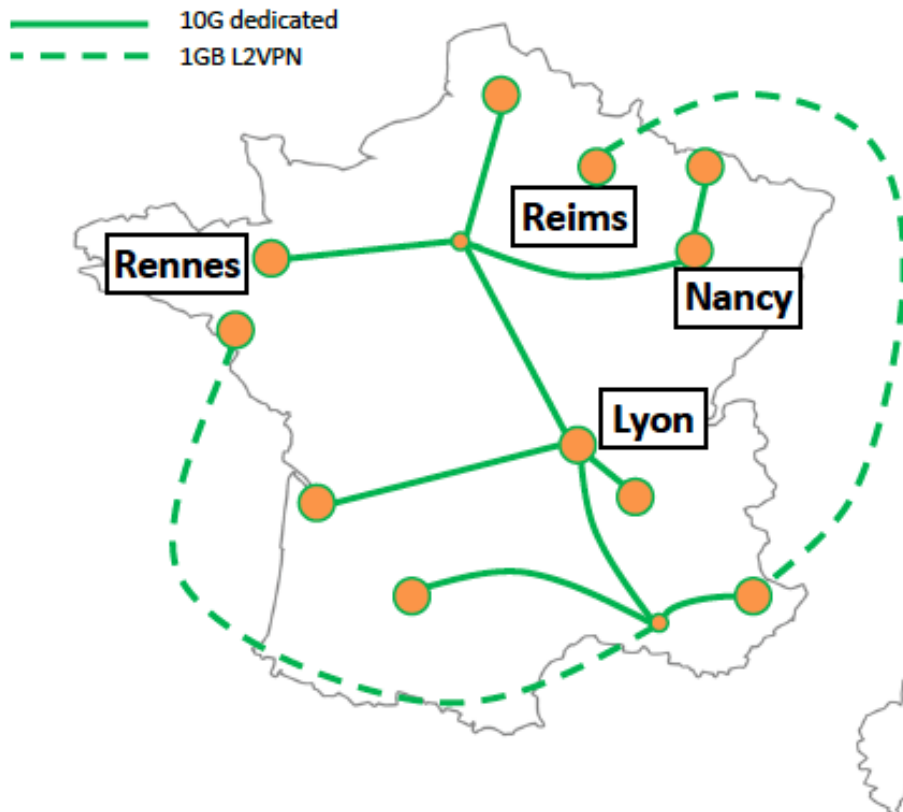 10G dedicated
1GB L2VPN
Reims
Rennes
Nancy
Lyon